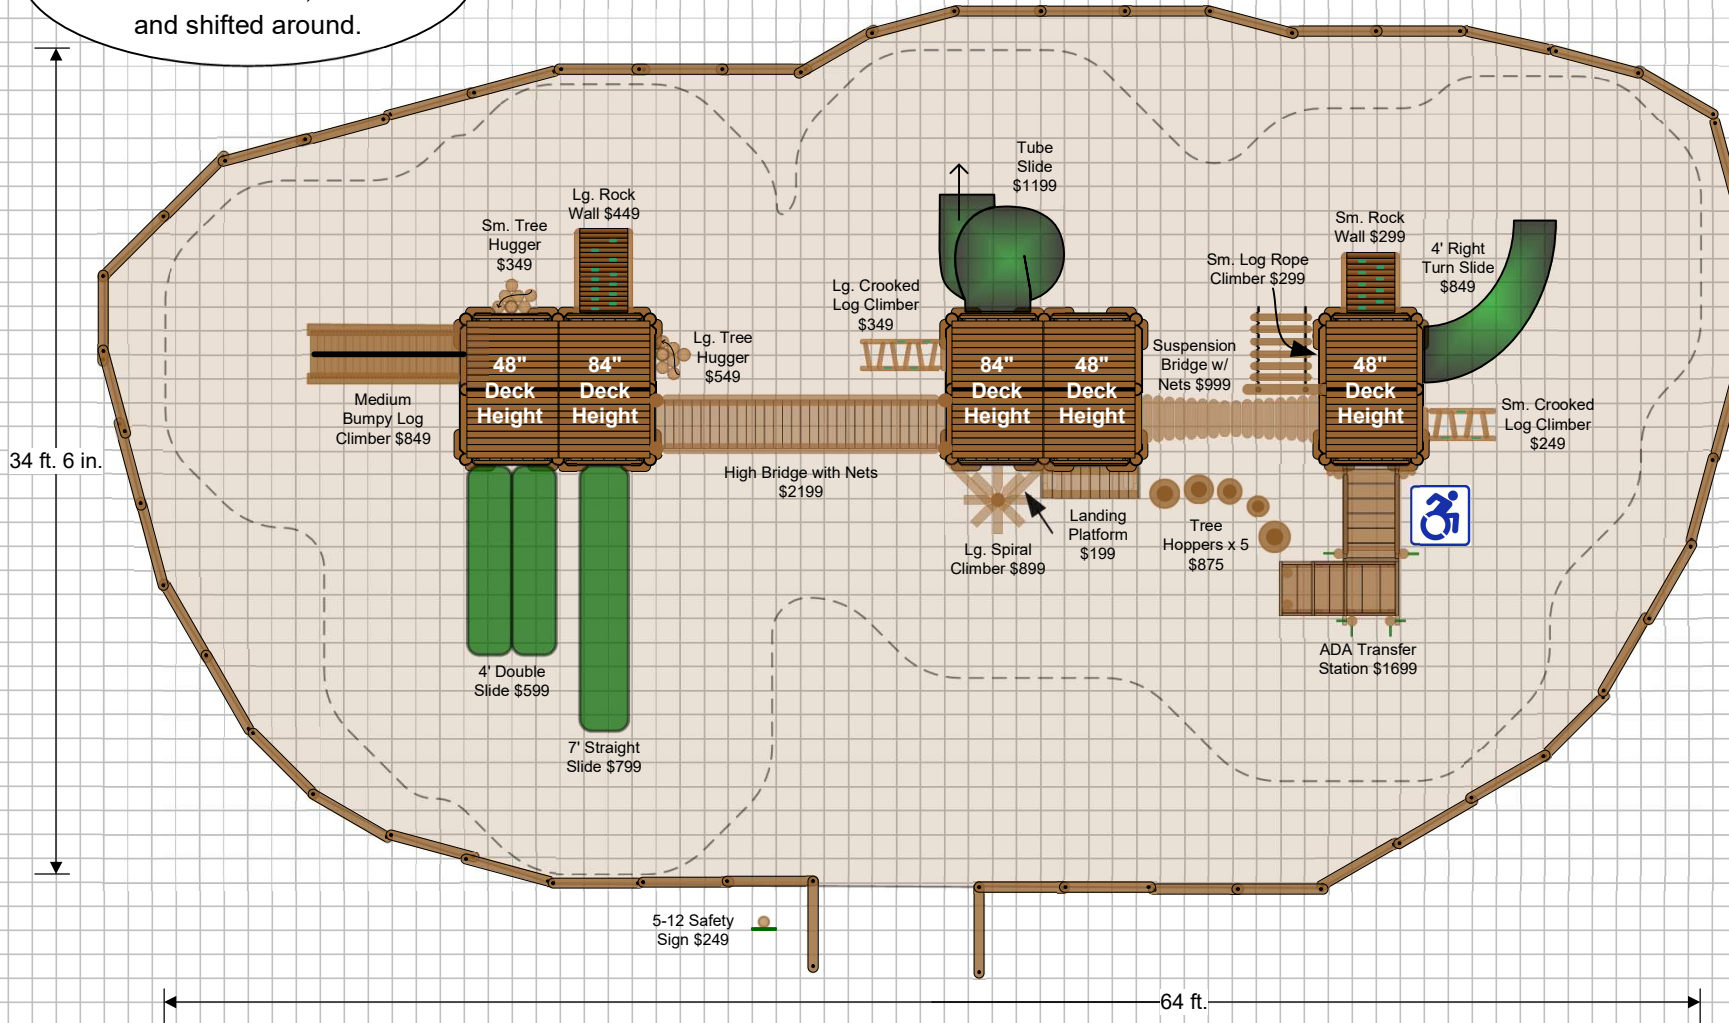 and shifted around.
Tube
Slide
$1199
Lg. Rock
Wall $449
Sm. Tree
Hugger
$349
Sm. Rock
Wall $299
4' Right
Turn Slide
$849
Sm. Log Rope
Climber $299
Lg. Crooked
Log Climber
$349
Lg. Tree
Hugger
$549
Suspension
Bridge w/
Nets $999
48"
Deck
Height
84"
Deck
Height
84"
Deck
Height
48"
Deck
Height
48"
Deck
Height
Medium
Bumpy Log
Climber $849
Sm. Crooked
Log Climber
$249
34 ft. 6 in.
High Bridge with Nets
$2199
Landing
Platform
$199
Tree
Hoppers x 5
$875
Lg. Spiral
Climber $899
ADA Transfer
Station $1699
4' Double
Slide $599
7' Straight
Slide $799
5-12 Safety
Sign $249
64 ft.